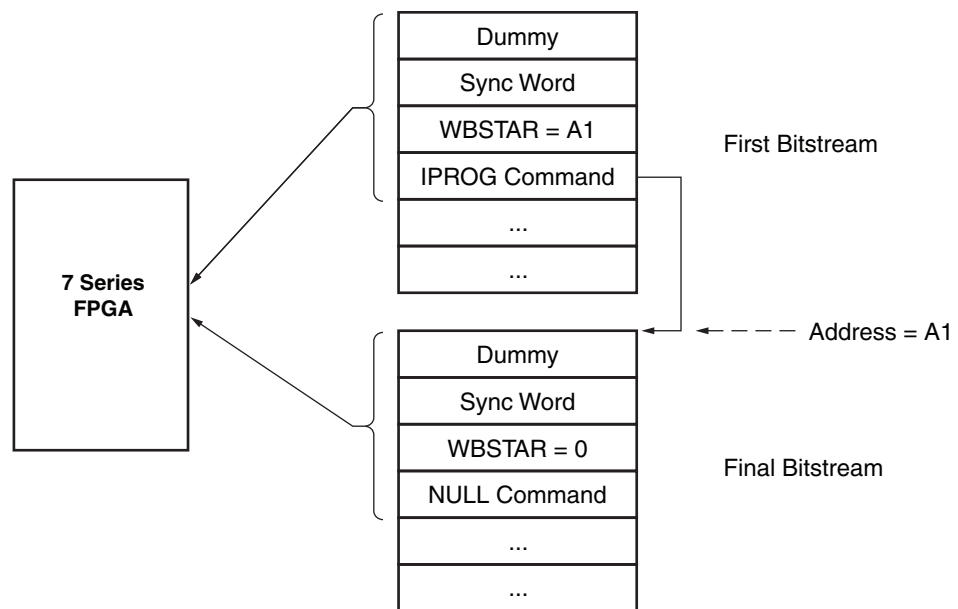 Dummy
Sync Word
WBSTAR = A1
First Bitstream
IPROG Command
...
...
7 Series
FPGA
Address = A1
Dummy
Sync Word
WBSTAR = 0
Final Bitstream
NULL Command
...
...